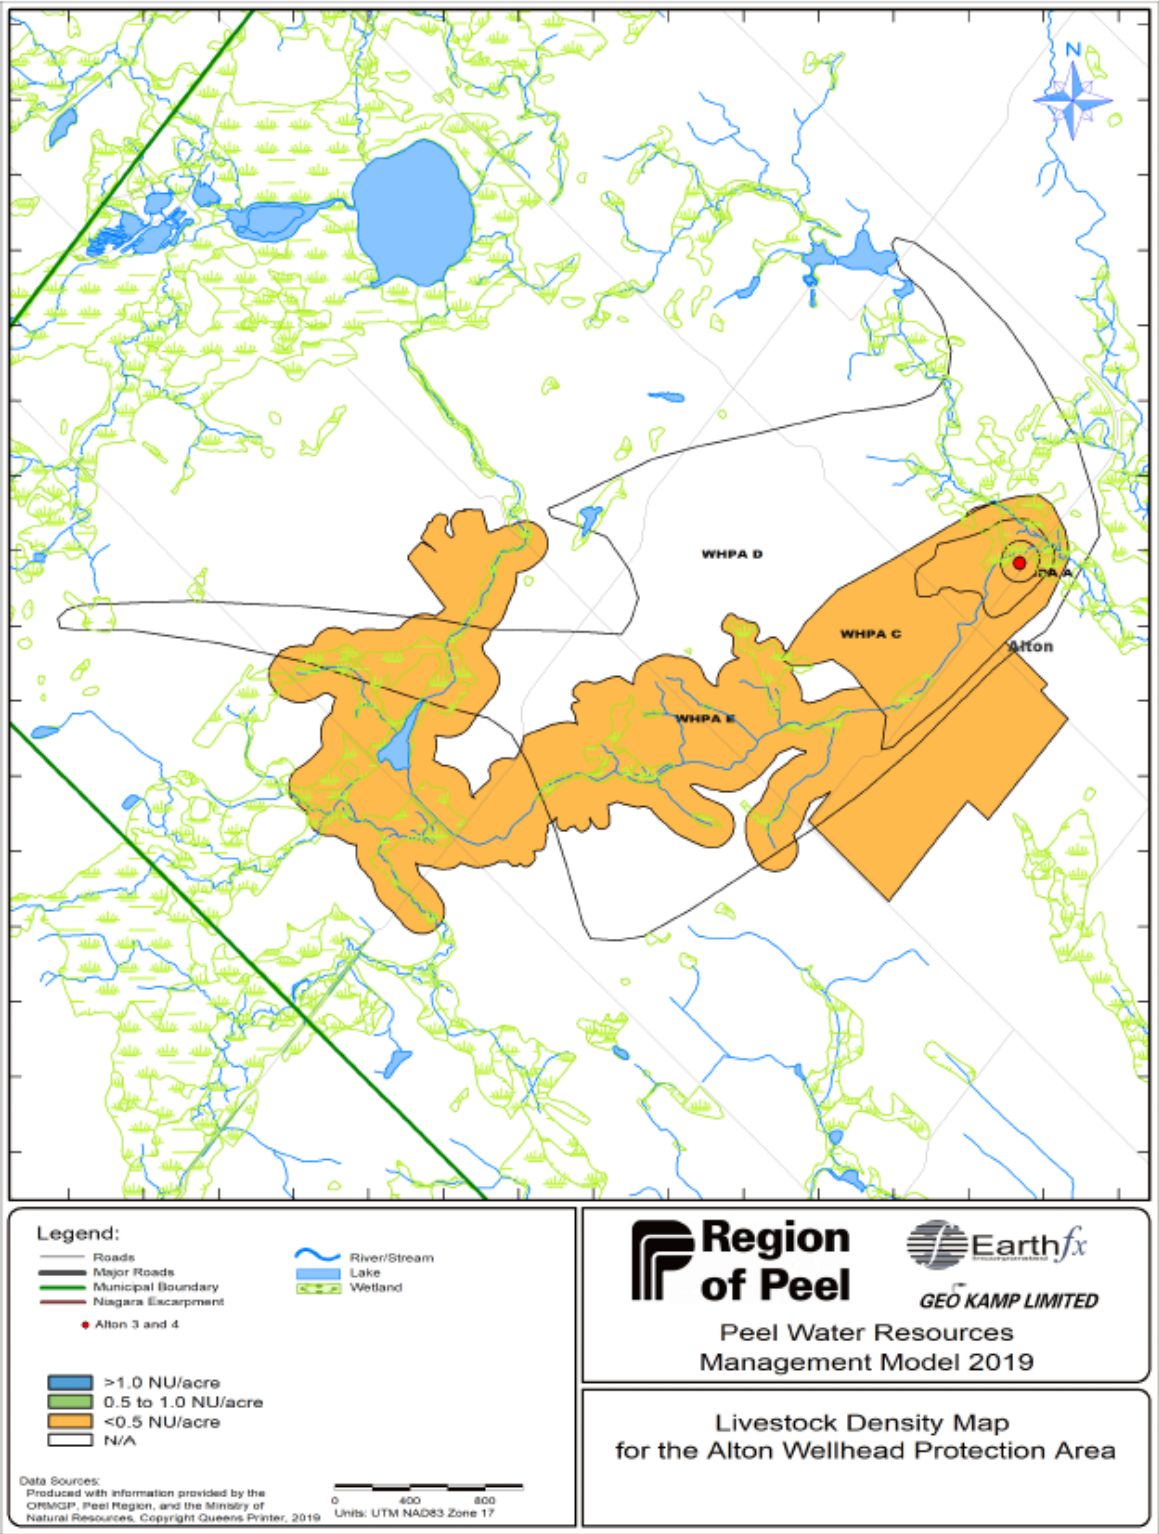 N
WHPA D
WHPA C
Alton
WHPA E
Legend:
Roads
Major Roads
Municipal Boundary
Niagara Escarpment
Alton 3 and 4
River/Stream
Lake
Wetland
>1.0 NU/acre
0.5 to 1.0 NU/acre
<0.5 NU/acre
N/A
Data Sources:
Produced with information provided by the
ORMGP, Peel Region, and the Ministry of
Natural Resources, Copyright Queens Printer, 2019
0 400 800
Units: UTM NAD83 Zone 17
Region
of Peel
Earthfx
Incorporated
GEO KAMP LIMITED
Peel Water Resources
Management Model 2019
Livestock Density Map
for the Alton Wellhead Protection Area